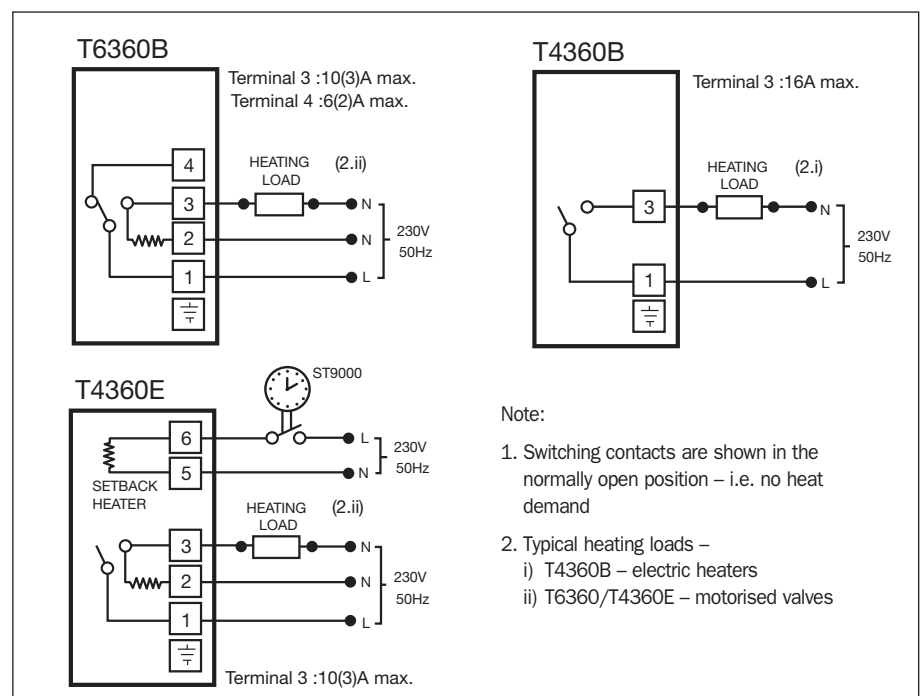 T6360B
Terminal 3 :10(3)A max.
Terminal 4 :6(2)A max.
4
HEATING
LOAD
(2.ii)
3
N
2
N
230V
50Hz
1
L
T4360B
Terminal 3 :16A max.
HEATING
LOAD
(2.i)
3
N
230V
50Hz
1
L
T4360E
ST9000
6
L
230V
50Hz
5
N
SETBACK
HEATER
HEATING
LOAD
(2.ii)
3
N
2
N
230V
50Hz
1
L
Terminal 3 :10(3)A max.
Note:
1. Switching contacts are shown in the
normally open position – i.e. no heat
demand
2. Typical heating loads –
i) T4360B – electric heaters
ii) T6360/T4360E – motorised valves